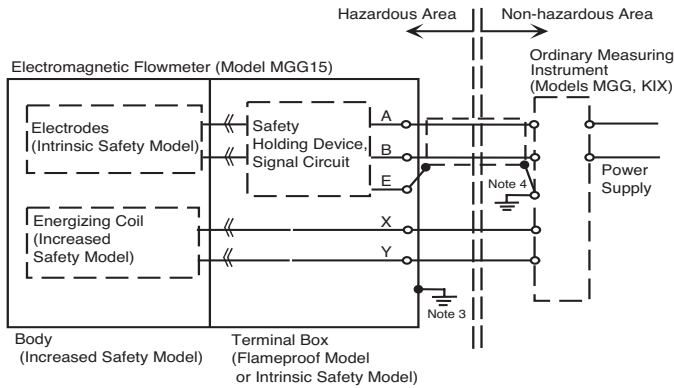 Hazardous Area
Non-hazardous Area
Ordinary Measuring
Instrument
(Models MGG, KIX)
Electromagnetic Flowmeter (Model MGG15)
Electrodes
(Intrinsic Safety Model)
Safety
Holding Device,
Signal Circuit
A
B
E
Note 4
Power
Supply
Energizing Coil
(Increased
Safety Model)
X
Y
Note 3
Body
(Increased Safety Model)
Terminal Box
(Flameproof Model
or Intrinsic Safety Model)